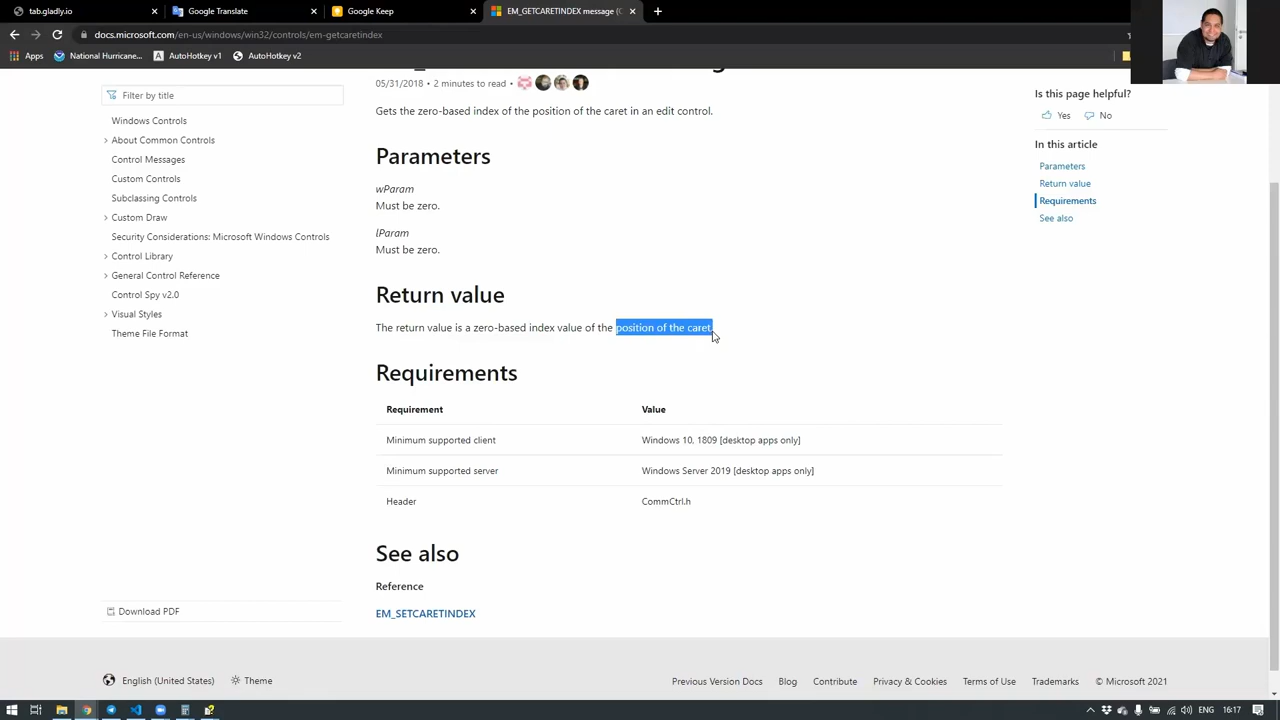 tab.gladly.io
Google Translate
Google Keep
EM_GETCARETINDEX message (C
docs.microsoft.com/en-us/windows/win32/controls/em-getcaretindex
Apps
National Hurricane...
AutoHotkey v1
AutoHotkey v2
05/31/2018 • 2 minutes to read •
Filter by title
Windows Controls
About Common Controls
Control Messages
Custom Controls
Subclassing Controls
Custom Draw
Security Considerations: Microsoft Windows Controls
Control Library
General Control Reference
Control Spy v2.0
Visual Styles
Theme File Format
Download PDF
Gets the zero-based index of the position of the caret in an edit control.
Parameters
wParam
Must be zero.
lParam
Must be zero.
Return value
The return value is a zero-based index value of the position of the caret.
Requirements
Requirement Value
Minimum supported client Windows 10, 1809 [desktop apps only]
Minimum supported server Windows Server 2019 [desktop apps only]
Header CommCtrl.h
See also
Reference
EM_SETCARETINDEX
Is this page helpful?
Yes No
In this article
Parameters
Return value
Requirements
See also
English (United States) Theme
Previous Version Docs Blog Contribute Privacy & Cookies Terms of Use Trademarks © Microsoft 2021
ENG 16:17